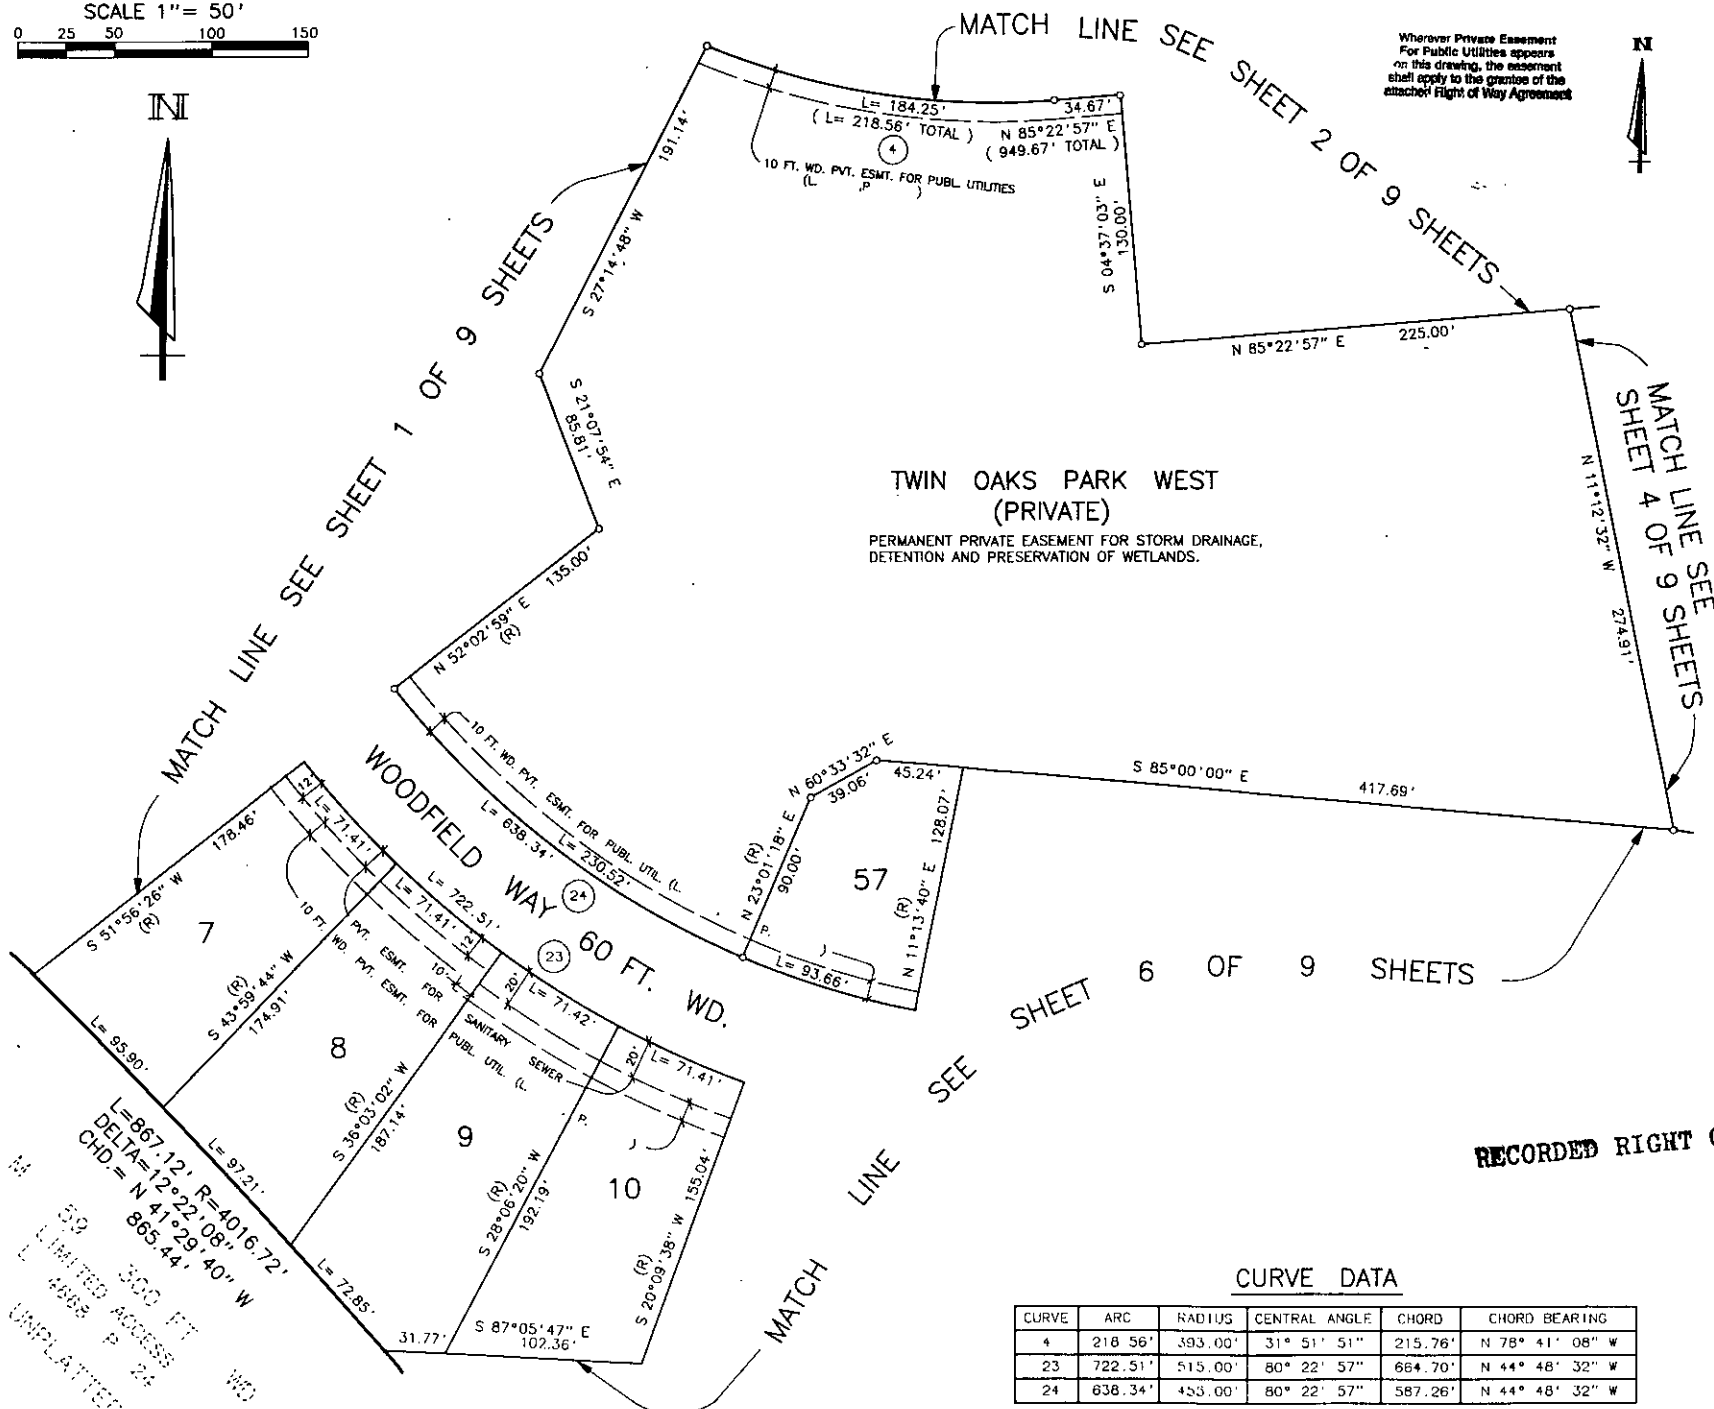 SCALE 1"= 50'
0 25 50 100 150
N
MATCH LINE SEE SHEET 2 OF 9 SHEETS
Wherever Private Easement
For Public Utilities appears
on this drawing, the easement
shall apply to the grantee of the
attached Right of Way Agreement
N
L= 184.25'
( L= 218.56' TOTAL )
4
34.67'
N 85°22'57" E
( 949.67' TOTAL )
10 FT. WD. PVT. ESMT. FOR PUBL. UTILITIES
(L. P )
191.14'
S 27°14'48" W
S 04°37'03" E
130.00'
N 85°22'57" E 225.00'
MATCH LINE SEE SHEET 1 OF 9 SHEETS
S 21°07'54" E
85.81'
MATCH LINE SEE
SHEET 4 OF 9 SHEETS
N 11°12'32" W 274.91'
TWIN OAKS PARK WEST
(PRIVATE)
PERMANENT PRIVATE EASEMENT FOR STORM DRAINAGE,
DETENTION AND PRESERVATION OF WETLANDS.
135.00'
N 52°02'59" E
(R)
10 FT. WD. PVT. ESMT. FOR PUBL. UTIL. (L. P. )
L= 638.34'
L= 230.52'
N 60°33'32" E
39.06'
45.24'
S 85°00'00" E
417.69'
N 23°01'18" E
(R)
90.00'
57
128.07'
N 11°13'40" E
(R)
L= 93.66'
WOODFIELD WAY 60 FT. WD.
24
23
12'
L= 71.41'
178.46'
S 51°56'26" W
(R)
7
L= 722.51'
L= 71.41'
12'
10 FT. WD. PVT. ESMT. FOR PUBL. UTIL. (L. P. )
PVT. ESMT. FOR SANITARY SEWER
10'
20'
L= 71.42'
20'
L= 71.41'
S 43°59'44" W
(R)
174.91'
8
S 36°03'02" W
(R)
187.14'
9
S 28°06'20" W
(R)
192.19'
10
155.04'
S 20°09'38" W
(R)
L= 95.90'
L= 97.21'
L= 72.85'
31.77'
S 87°05'47" E
102.36'
L=867.12' R=4016.72'
DELTA=12°22'08"
CHD.= N 41°29'40" W
865.44'
M 59 300 FT WD
LIMITED ACCESS
L 4668 P 24
UNPLATTED
MATCH LINE SEE SHEET 6 OF 9 SHEETS
RECORDED RIGHT
CURVE DATA
CURVE ARC RADIUS CENTRAL ANGLE CHORD CHORD BEARING
4 218 56' 393.00' 31° 51' 51" 215.76' N 78° 41' 08" W
23 722.51' 515.00' 80° 22' 57" 664.70' N 44° 48' 32" W
24 638.34' 455.00' 80° 22' 57" 587.26' N 44° 48' 32" W